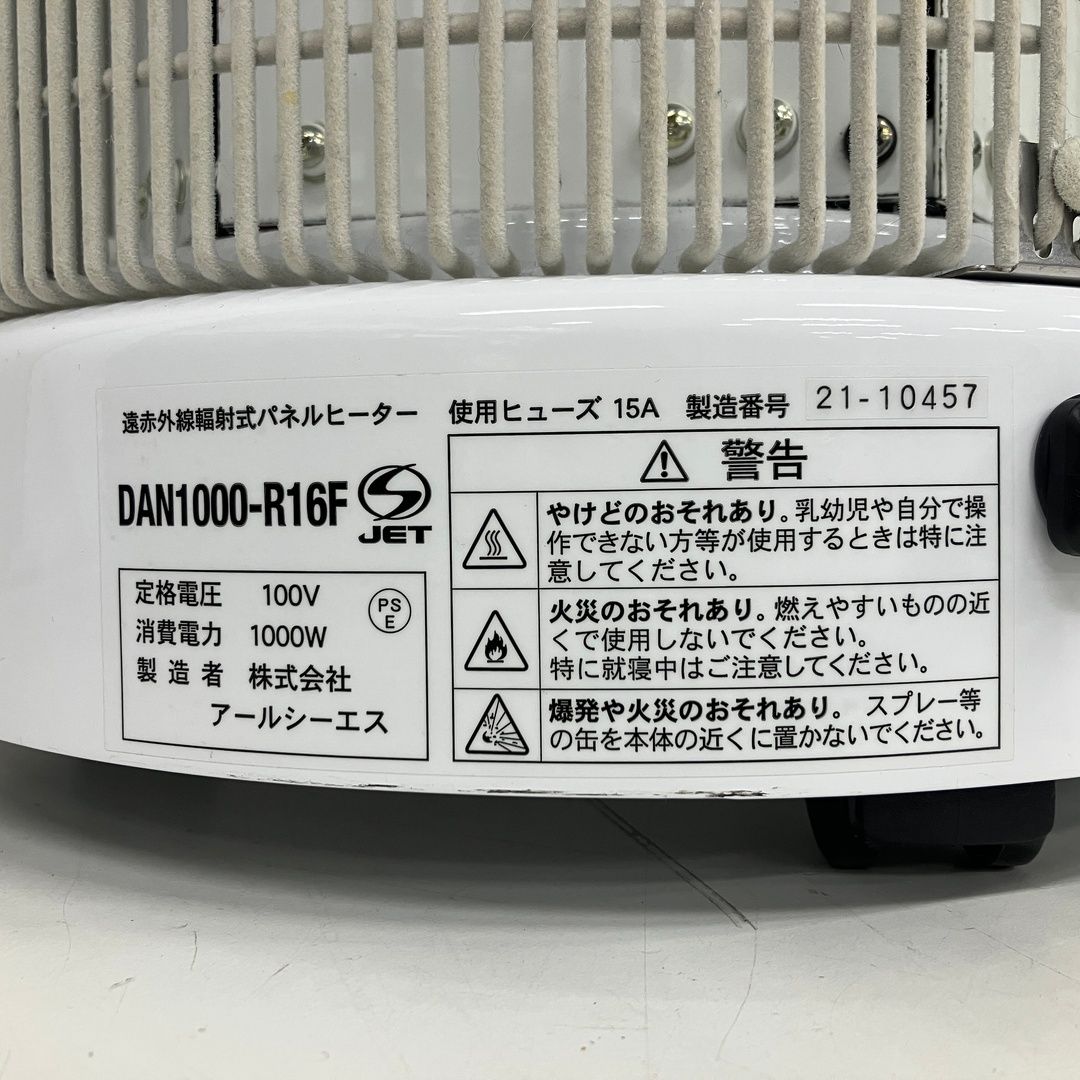 遠赤外線輻射式パネルヒーター
DAN1000-R16F
S
JET
定格電圧 100V
消費電力 1000W
製造者 株式会社
アールシーエス
PS
E
使用ヒューズ 15A 製造番号 21-10457
警告
やけどのおそれあり。乳幼児や自分で操
作できない方等が使用するときは特に注
意してください。
火災のおそれあり。燃えやすいものの近
くで使用しないでください。
特に就寝中はご注意してください。
爆発や火災のおそれあり。スプレー等
の缶を本体の近くに置かないでください。